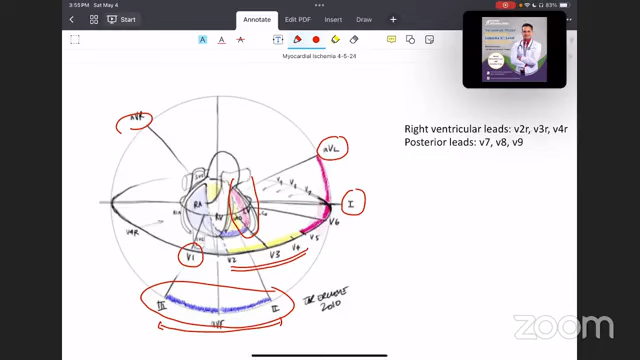 3:55 PM Sat May 4
83%
Start
Annotate
Edit PDF
Insert
Draw
Myocardial Ischemia 4-5-24
aVR
aVL
I
V6
V5
V4
V3
V2
V1
V4R
RA
RV
III
aVF
II
2010
Right ventricular leads: v2r, v3r, v4r
Posterior leads: v7, v8, v9
zoom